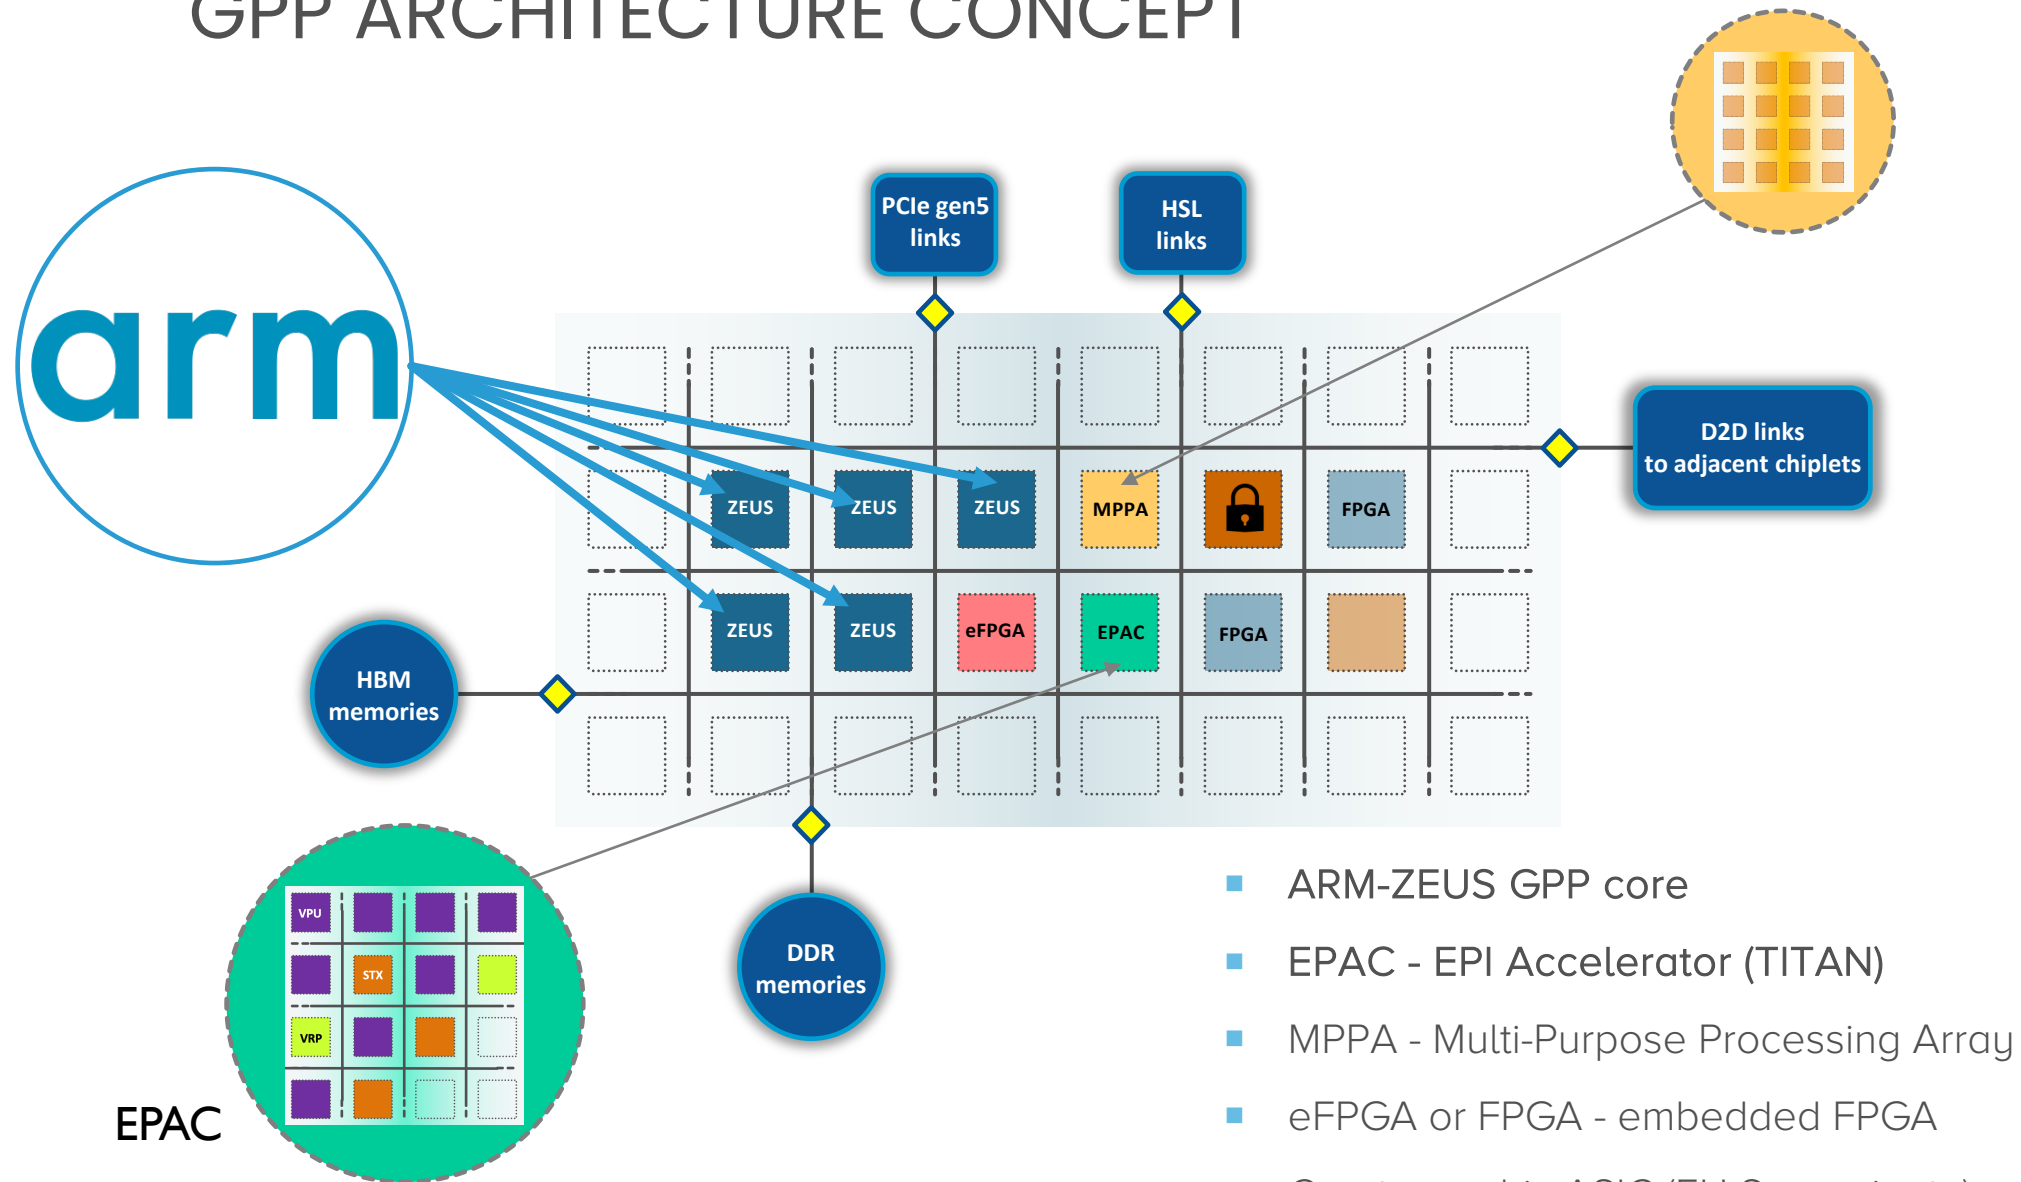 GPP ARCHITECTURE CONCEPT
PCIe gen5
links
HSL
links
arm
D2D links
to adjacent chiplets
ZEUS
ZEUS
ZEUS
MPPA
FPGA
ZEUS
ZEUS
eFPGA
EPAC
FPGA
HBM
memories
DDR
memories
VPU
STX
VRP
EPAC
ARM-ZEUS GPP core
EPAC - EPI Accelerator (TITAN)
MPPA - Multi-Purpose Processing Array
eFPGA or FPGA - embedded FPGA
ASIC (EU